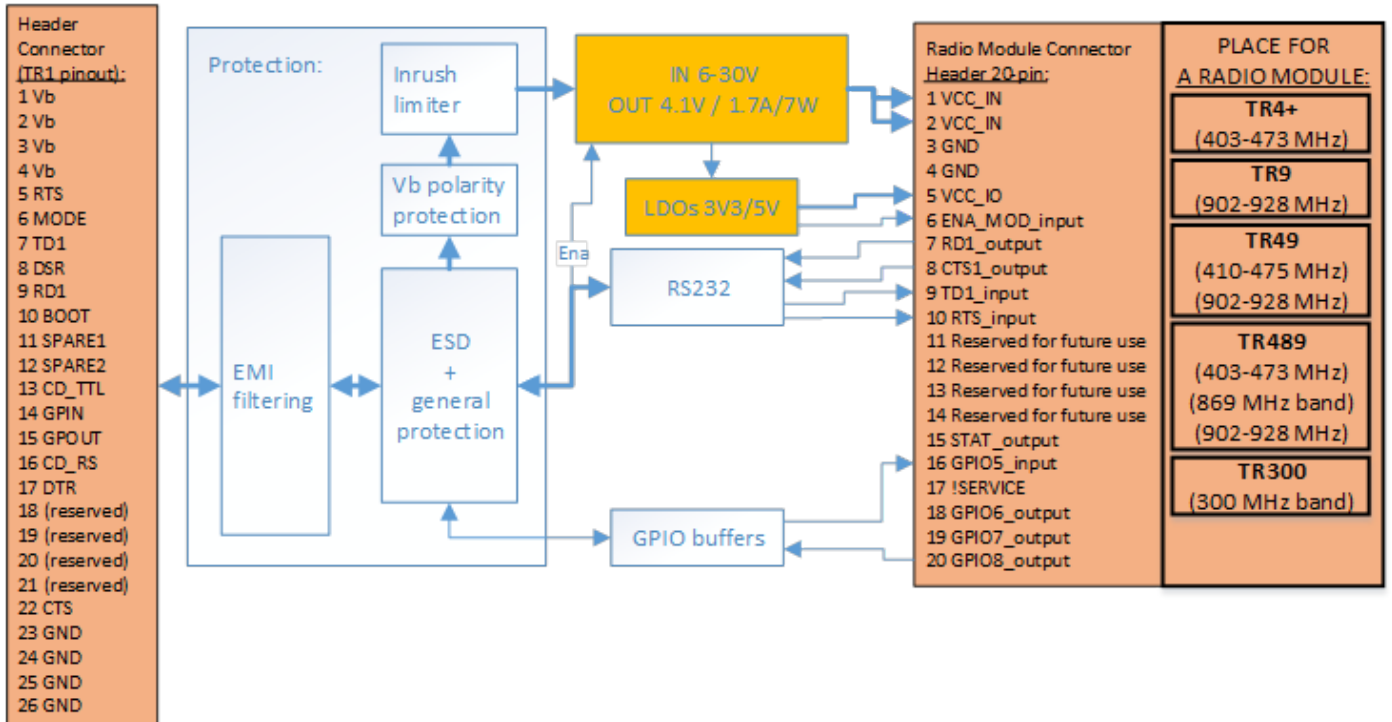 Header
Connector
(TR1 pinout):
1 Vb
2 Vb
3 Vb
4 Vb
5 RTS
6 MODE
7 TD1
8 DSR
9 RD1
10 BOOT
11 SPARE1
12 SPARE2
13 CD_TTL
14 GPIN
15 GPOUT
16 CD_RS
17 DTR
18 (reserved)
19 (reserved)
20 (reserved)
21 (reserved)
22 CTS
23 GND
24 GND
25 GND
26 GND
Protection:
Inrush
limiter
Vb polarity
protection
EMI
filtering
ESD
+
general
protection
IN 6-30V
OUT 4.1V / 1.7A/7W
LDOs 3V3/5V
Ena
RS232
GPIO buffers
Radio Module Connector
Header 20-pin:
1 VCC_IN
2 VCC_IN
3 GND
4 GND
5 VCC_IO
6 ENA_MOD_input
7 RD1_output
8 CTS1_output
9 TD1_input
10 RTS_input
11 Reserved for future use
12 Reserved for future use
13 Reserved for future use
14 Reserved for future use
15 STAT_output
16 GPIO5_input
17 !SERVICE
18 GPIO6_output
19 GPIO7_output
20 GPIO8_output
PLACE FOR
A RADIO MODULE:
TR4+
(403-473 MHz)
TR9
(902-928 MHz)
TR49
(410-475 MHz)
(902-928 MHz)
TR489
(403-473 MHz)
(869 MHz band)
(902-928 MHz)
TR300
(300 MHz band)